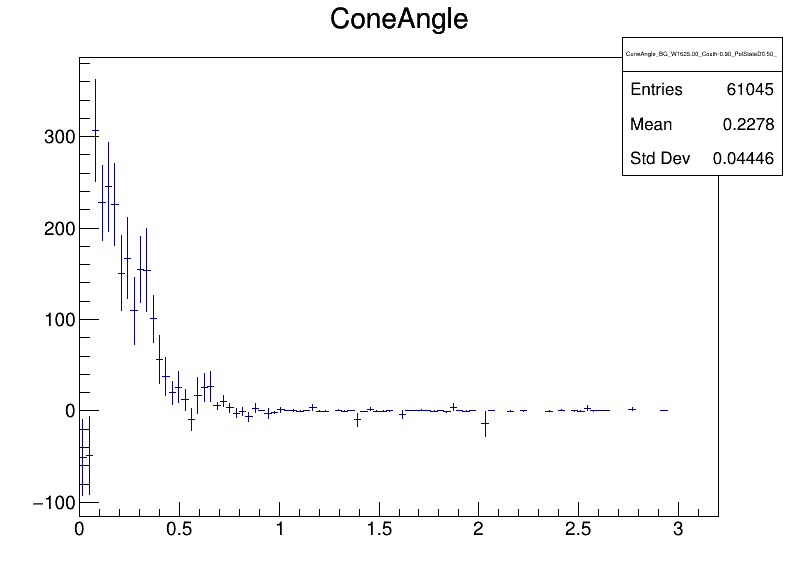 ConeAngle
ConeAngle_BG_W1625.00_Costh-0.90_PolStateD0.50_
Entries 61045
Mean 0.2278
Std Dev 0.04446
300
200
100
0
−100
0 0.5 1 1.5 2 2.5 3